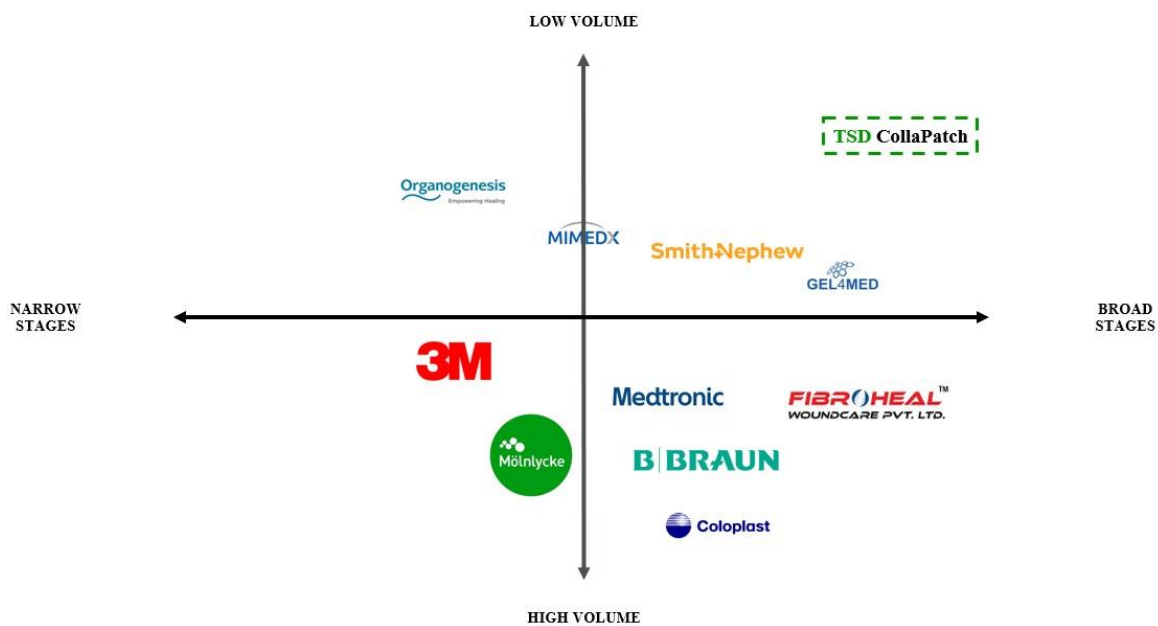 LOW VOLUME
TSD CollaPatch
Organogenesis
Empowering Healing
MIMEDX
Smith+Nephew
GEL4MED
NARROW
STAGES
BROAD
STAGES
3M
Medtronic
FIBROHEAL™
WOUNDCARE PVT. LTD.
Mölnlycke
B|BRAUN
Coloplast
HIGH VOLUME